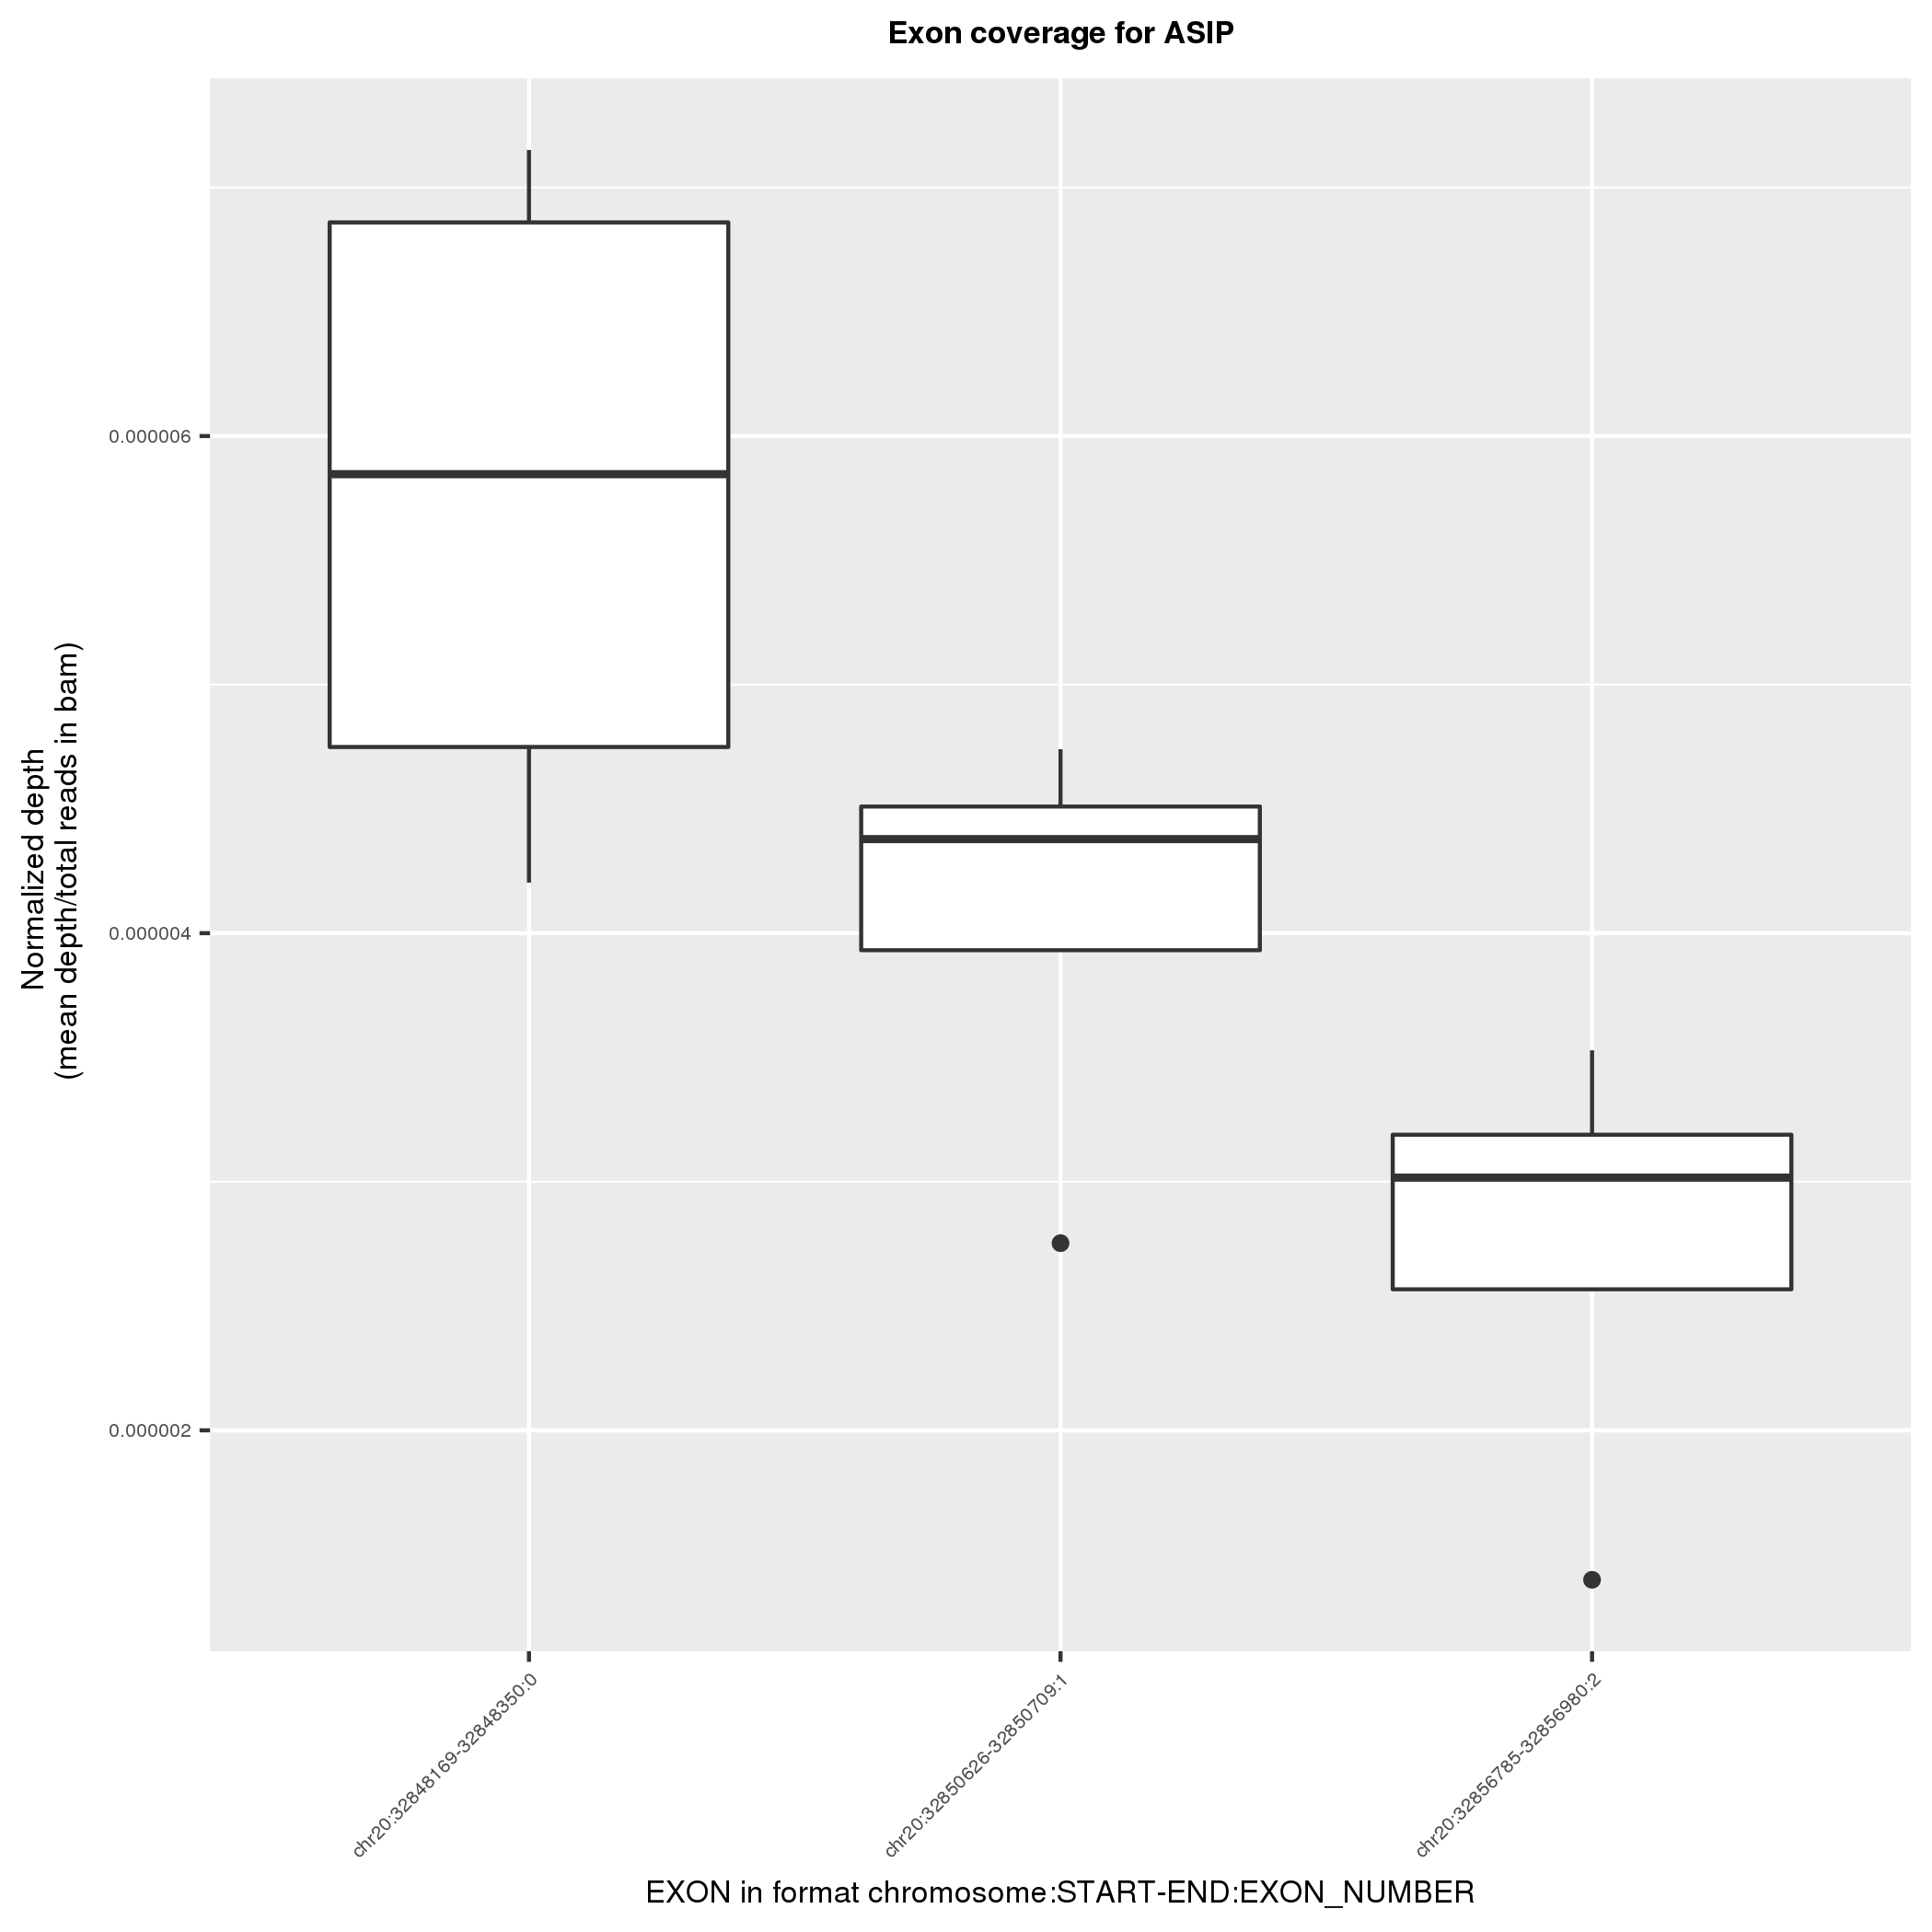 Exon coverage for ASIP
Normalized depth
(mean depth/total reads in bam)
0.000006
0.000004
0.000002
chr20:32848169-32848350:0
chr20:32850626-32850709:1
chr20:32856785-32856980:2
EXON in format chromosome:START-END:EXON_NUMBER